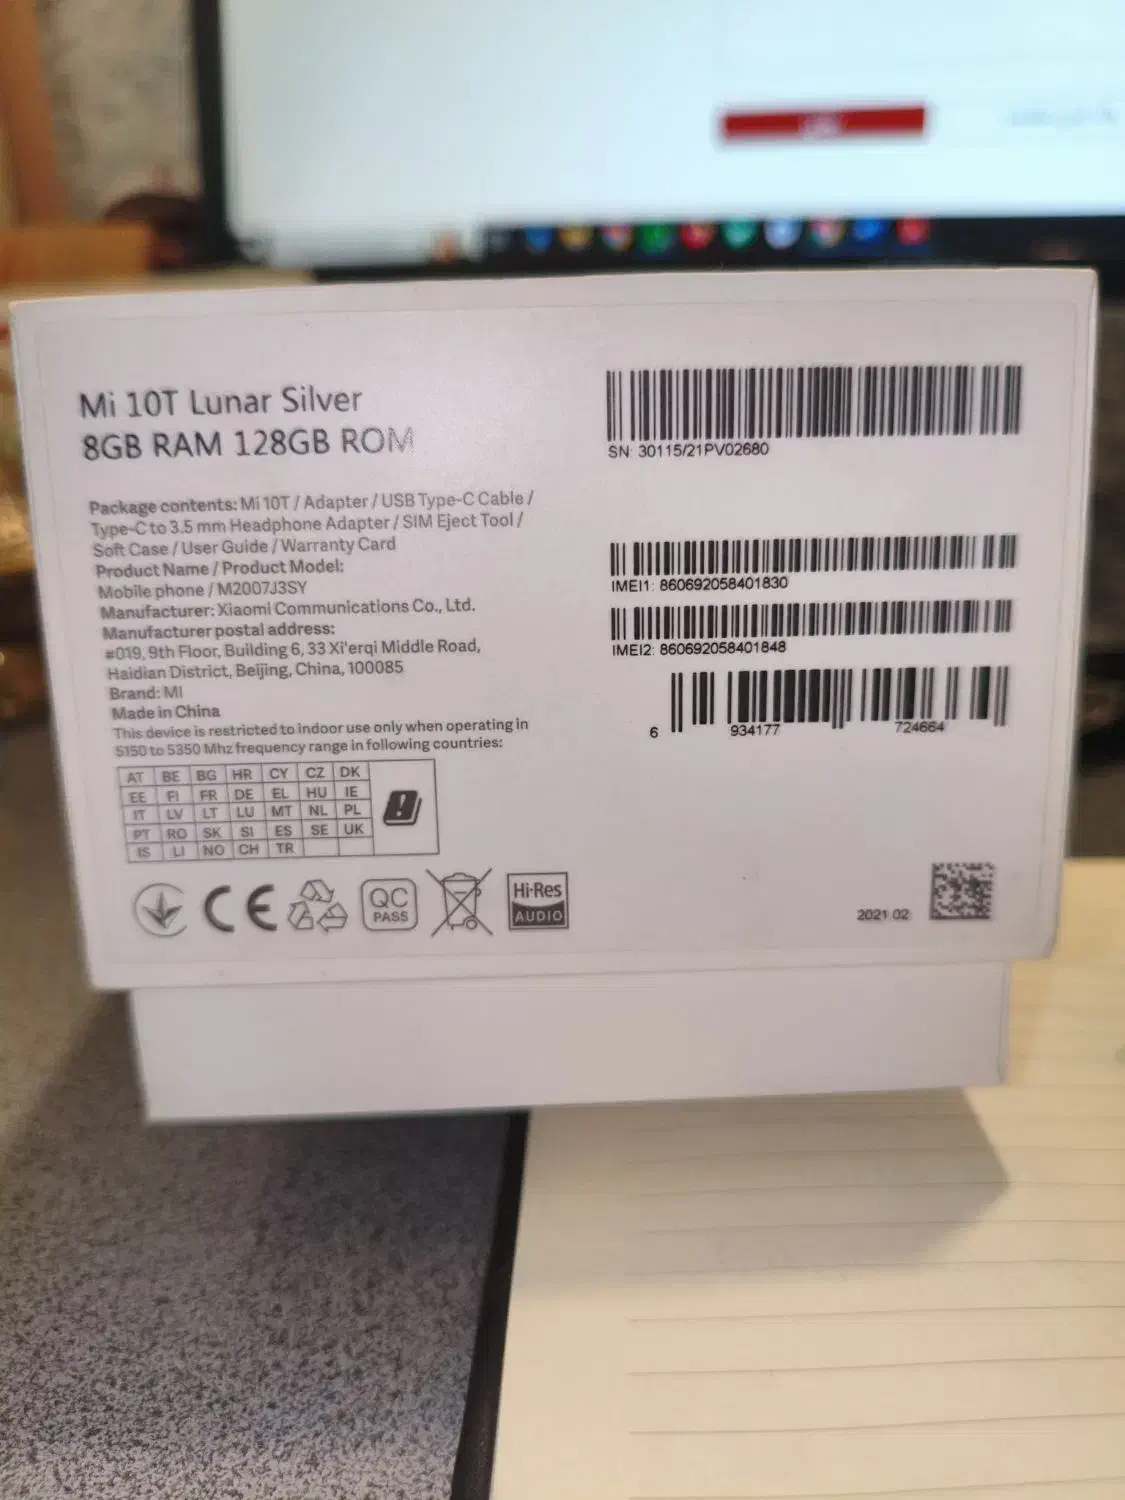 Mi 10T Lunar Silver
8GB RAM 128GB ROM
Package contents: Mi 10T / Adapter / USB Type-C Cable /
Type-C to 3.5 mm Headphone Adapter / SIM Eject Tool /
Soft Case / User Guide / Warranty Card
Product Name / Product Model:
Mobile phone / M2007J3SY
Manufacturer: Xiaomi Communications Co., Ltd.
Manufacturer postal address:
#019, 9th Floor, Building 6, 33 Xi'erqi Middle Road,
Haidian District, Beijing, China, 100085
Brand: MI
Made in China
This device is restricted to indoor use only when operating in
5150 to 5350 Mhz frequency range in following countries:
AT BE BG HR CY CZ DK
EE FI FR DE EL HU IE
IT LV LT LU MT NL PL
PT RO SK SI ES SE UK
IS LI NO CH TR
CE
QC
PASS
Hi-Res
AUDIO
SN: 30115/21PV02680
IMEI1: 860692058401830
IMEI2: 860692058401848
6 934177 724664
2021 02